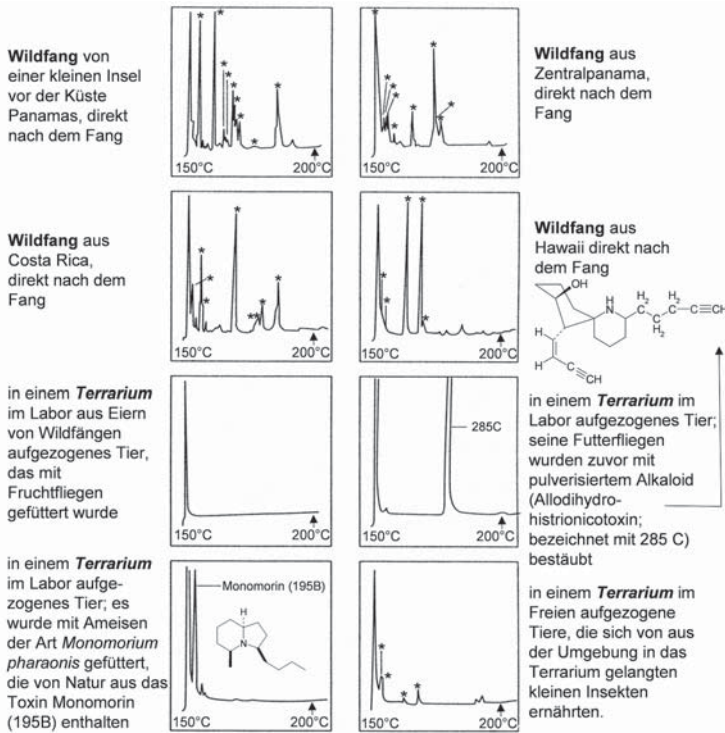 Wildfang von
einer kleinen Insel
vor der Küste
Panamas, direkt
nach dem Fang
* * * * * * * * * *
150°C 200°C
* * * * * * * *
150°C 200°C
Wildfang aus
Zentralpanama,
direkt nach dem
Fang
Wildfang aus
Costa Rica,
direkt nach dem
Fang
* * * * * * * * *
150°C 200°C
* * * * *
150°C 200°C
Wildfang aus
Hawaii direkt nach
dem Fang
OH
HN
H₂
C
C
H₂
H₂
C
C≡CH
H
H
C≡CH
in einem Terrarium
im Labor aus Eiern
von Wildfängen
aufgezogenes Tier,
das mit
Fruchtfliegen
gefüttert wurde
150°C 200°C
285C
150°C 200°C
in einem Terrarium im
Labor aufgezogenes Tier;
seine Futterfliegen
wurden zuvor mit
pulverisiertem Alkaloid
(Allodihydro-
histrionicotoxin;
bezeichnet mit 285 C)
bestäubt
in einem Terrarium
im Labor aufge-
zogenes Tier; es
wurde mit Ameisen
der Art Monomorium
pharaonis gefüttert,
die von Natur aus das
Toxin Monomorin
(195B) enthalten
Monomorin (195B)
H
N
150°C 200°C
* * * *
150°C 200°C
in einem Terrarium im
Freien aufgezogene
Tiere, die sich von aus
der Umgebung in das
Terrarium gelangten
kleinen Insekten
ernährten.